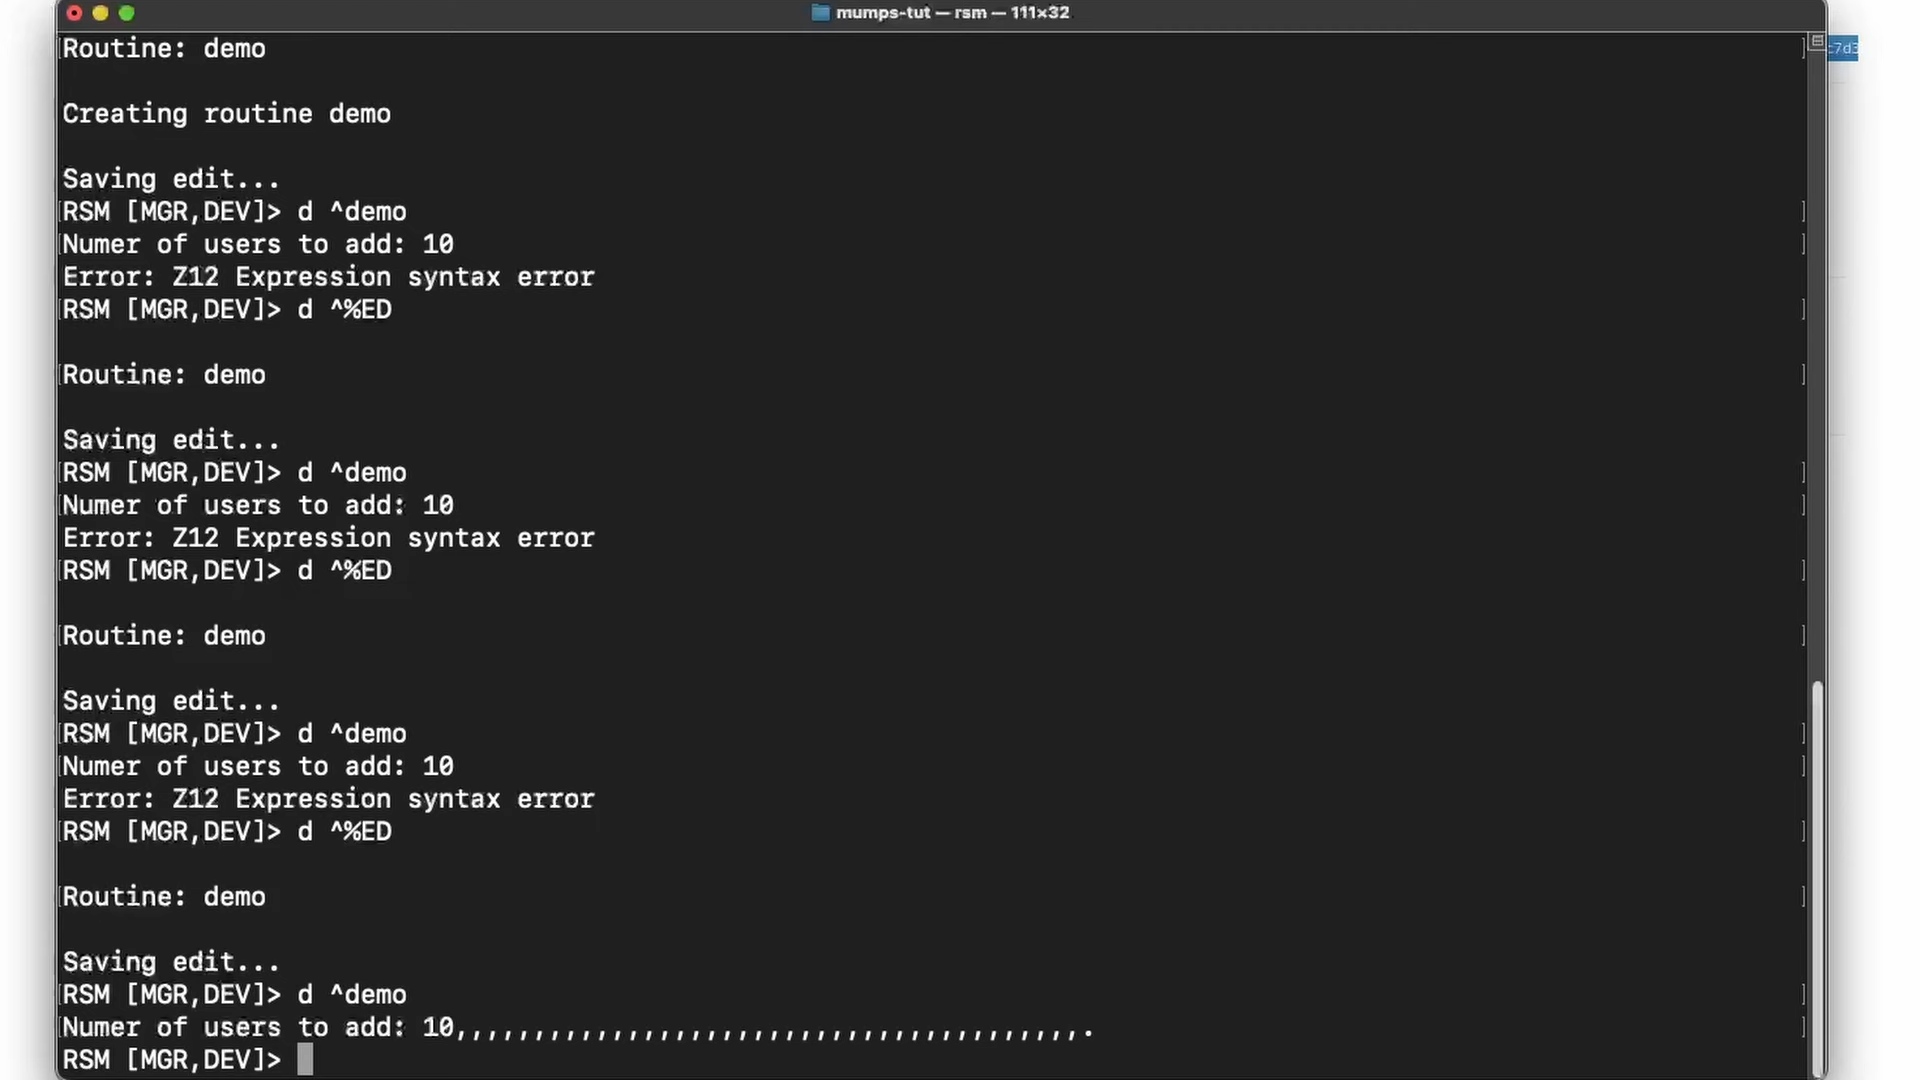 mumps-tut — rsm — 111×32
c7d3
Routine: demo
Creating routine demo
Saving edit...
RSM [MGR,DEV]> d ^demo
Numer of users to add: 10
Error: Z12 Expression syntax error
RSM [MGR,DEV]> d ^%ED
Routine: demo
Saving edit...
RSM [MGR,DEV]> d ^demo
Numer of users to add: 10
Error: Z12 Expression syntax error
RSM [MGR,DEV]> d ^%ED
Routine: demo
Saving edit...
RSM [MGR,DEV]> d ^demo
Numer of users to add: 10
Error: Z12 Expression syntax error
RSM [MGR,DEV]> d ^%ED
Routine: demo
Saving edit...
RSM [MGR,DEV]> d ^demo
Numer of users to add: 10,,,,,,,,,,,,,,,,,,,,,,,,,,,,,,,,,,,,,,,,.
RSM [MGR,DEV]>